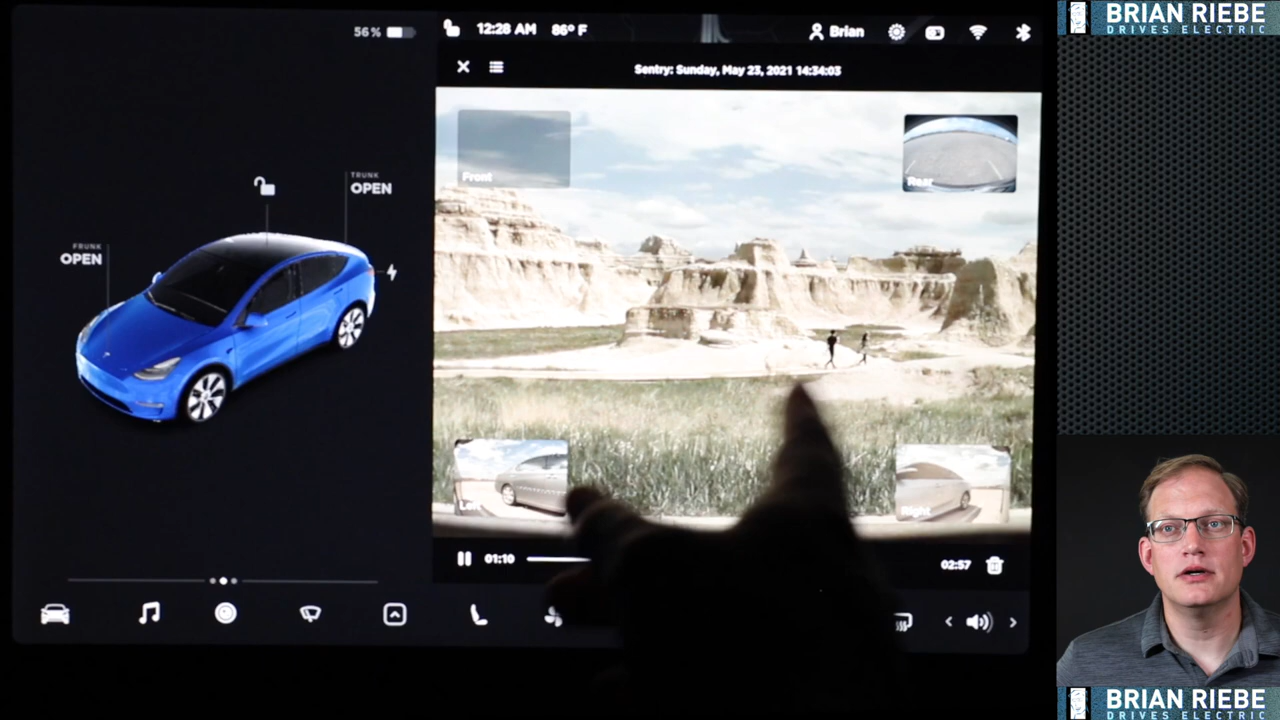 BRIAN RIEBE
DRIVES ELECTRIC
56%
12:28 AM 86°F
Brian
Sentry: Sunday, May 23, 2021 14:34:03
Front
Rear
TRUNK
OPEN
FRUNK
OPEN
Left
Right
01:10
02:57
BRIAN RIEBE
DRIVES ELECTRIC